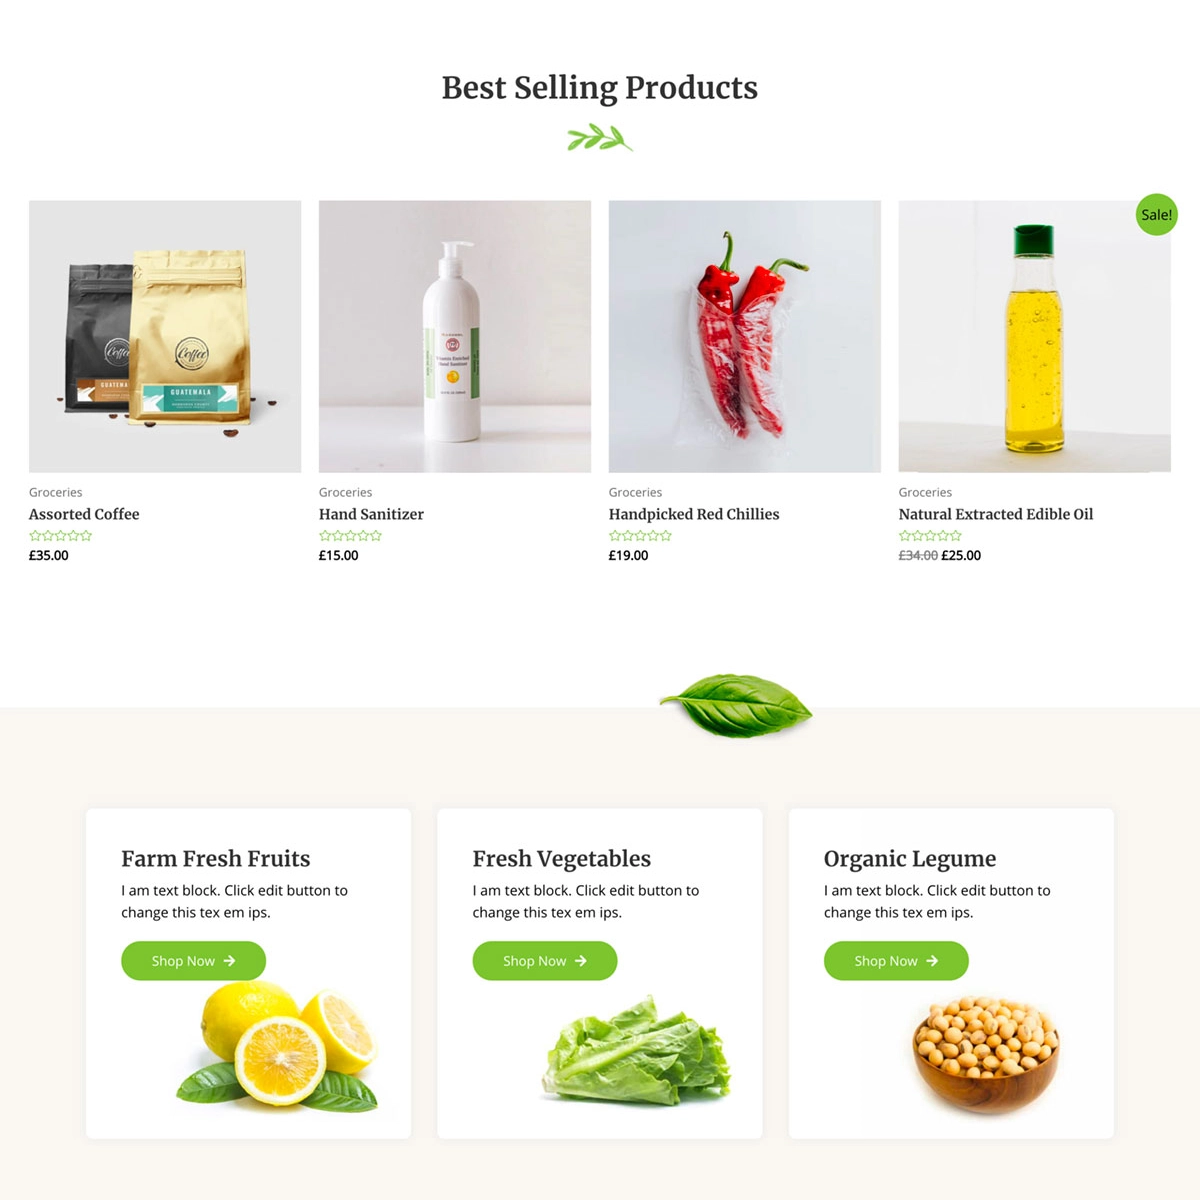 Best Selling Products
Sale!
Coffee
GUATEMALA
Coffee
GUATEMALA
Vitamin Enriched
Hand Sanitizer
Groceries
Assorted Coffee
£35.00
Groceries
Hand Sanitizer
£15.00
Groceries
Handpicked Red Chillies
£19.00
Groceries
Natural Extracted Edible Oil
£34.00 £25.00
Farm Fresh Fruits
I am text block. Click edit button to
change this tex em ips.
Shop Now
Fresh Vegetables
I am text block. Click edit button to
change this tex em ips.
Shop Now
Organic Legume
I am text block. Click edit button to
change this tex em ips.
Shop Now